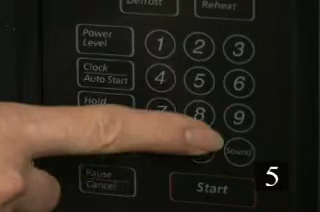 Defrost
Reheat
Power
Level
1 2 3
Clock
Auto Start
4 5 6
Hold
7 8 9
Sound
Pause
Cancel
Start
5